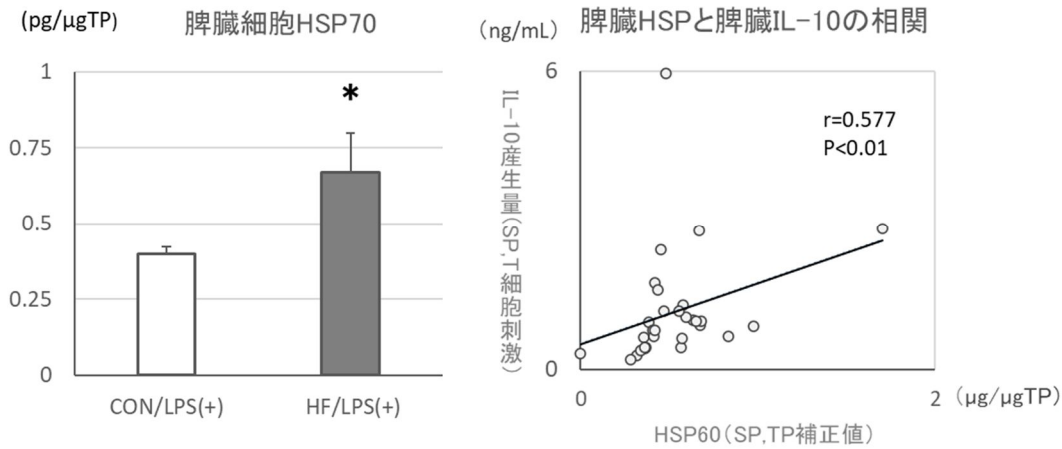 (pg/µgTP)
脾臓細胞HSP70
1
0.75
*
0.5
0.25
0
CON/LPS(+)
HF/LPS(+)
(ng/mL)
脾臓HSPと脾臓IL-10の相関
6
r=0.577
P<0.01
IL-10産生量(SP,T細胞刺激)
0
0
2
(µg/µgTP)
HSP60(SP,TP補正値)